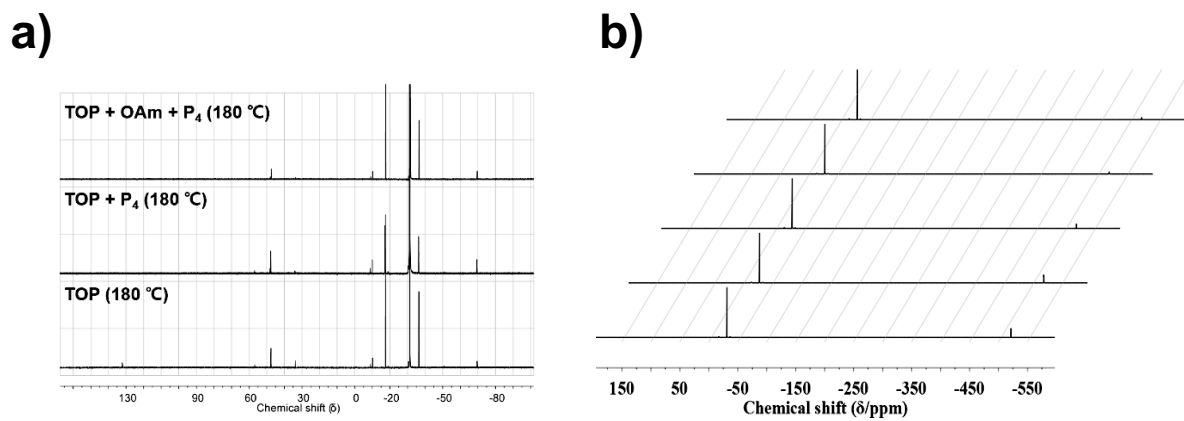 a)
TOP + OAm + P₄ (180 ℃)
TOP + P₄ (180 ℃)
TOP (180 ℃)
130 90 60 30 0 -20 -50 -80
Chemical shift (δ)
b)
150 50 -50 -150 -250 -350 -450 -550
Chemical shift (δ/ppm)